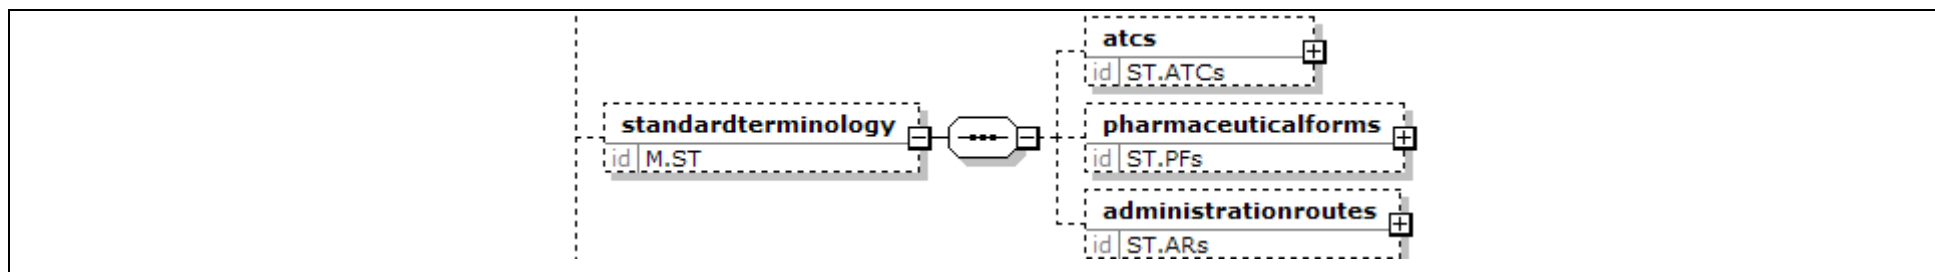 atcs
id ST.ATCs
standardterminology
id M.ST
pharmaceuticalforms
id ST.PFs
administrationroutes
id ST.ARs